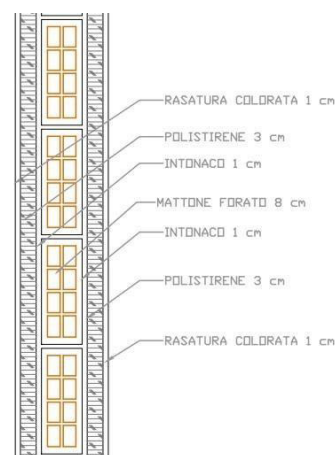 RASATURA COLORATA 1 cm
POLISTIRENE 3 cm
INTONACO 1 cm
MATTONE FORATO 8 cm
INTONACO 1 cm
POLISTIRENE 3 cm
RASATURA COLORATA 1 cm